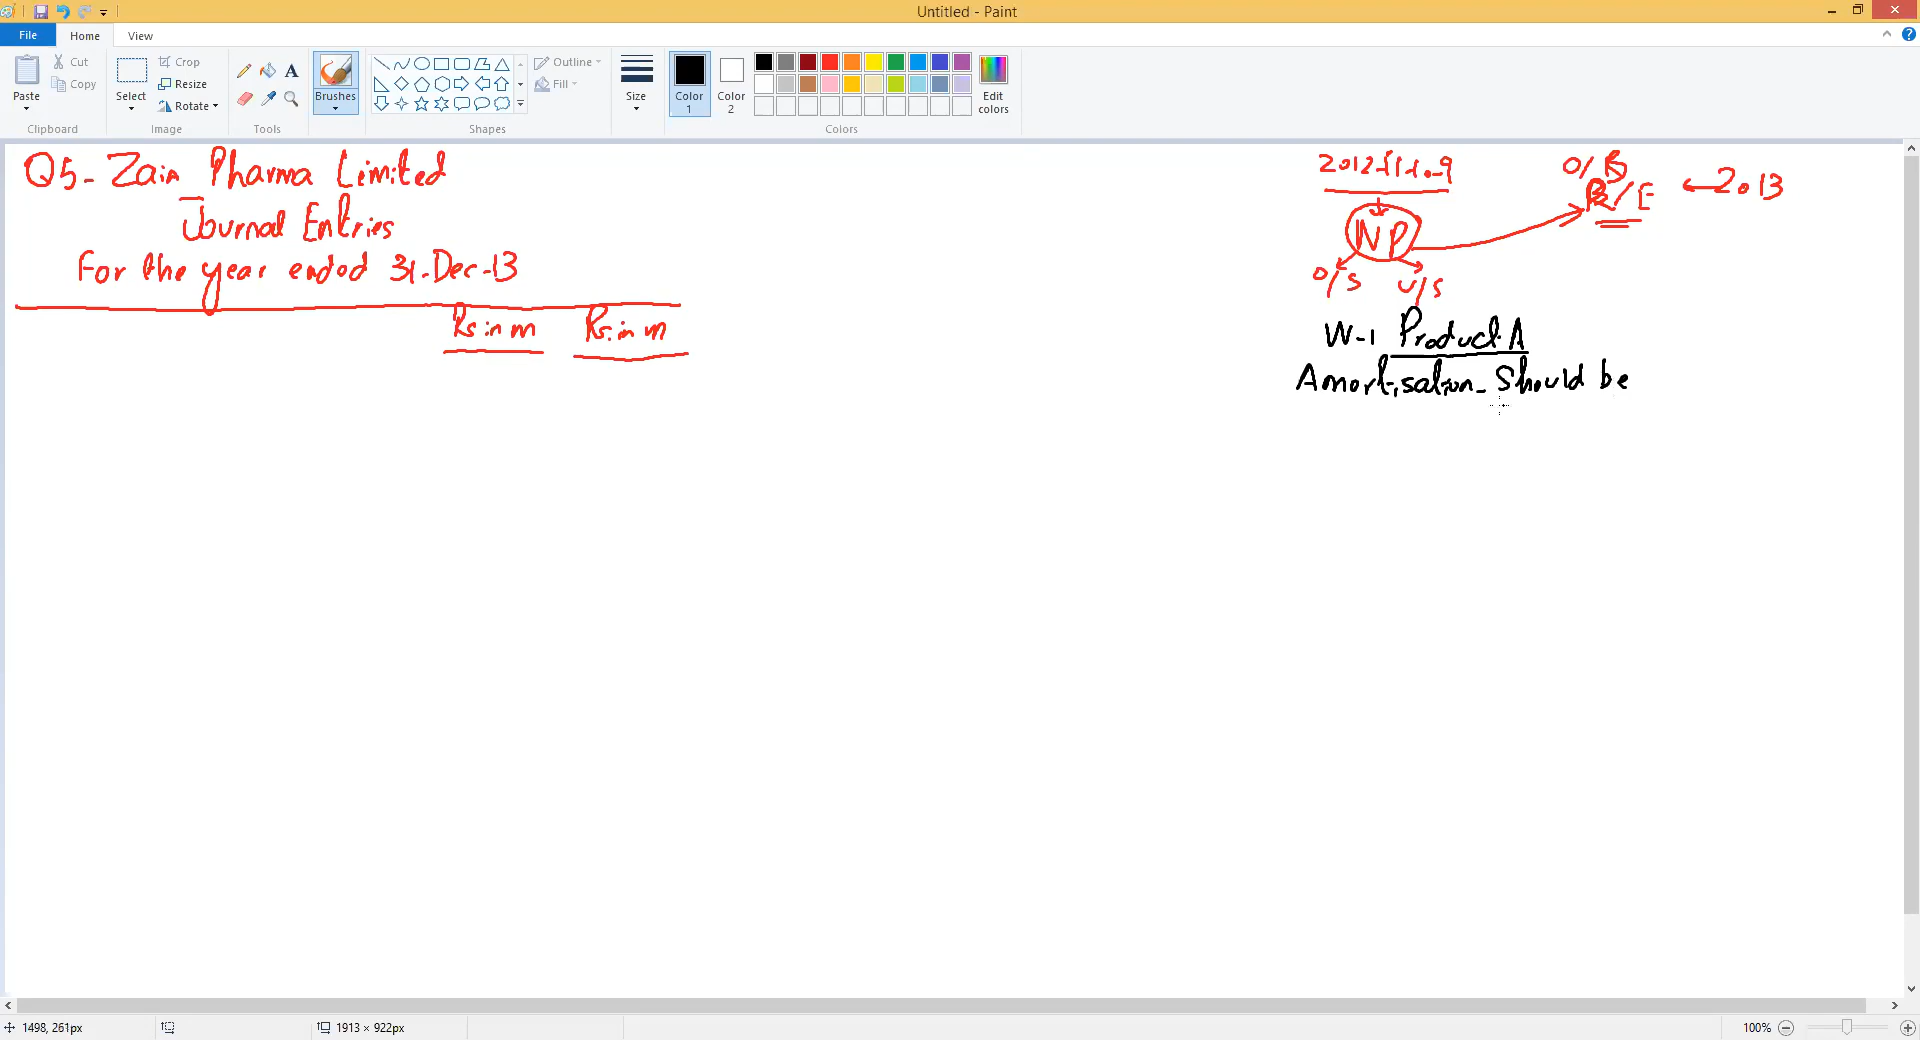 Untitled - Paint
File Home View
Paste Cut Copy Clipboard
Select Crop Resize Rotate Image
Tools
Brushes
Outline Fill Shapes
Size
Color 1 Color 2 Edit colors Colors
Q5- Zain Pharma Limited
Journal Entries
For the year ended 31-Dec-13
Rs in m Rs in m
O/B
R/E 2013
NP
O/S U/S
W-1 Product A
Amortisation Should be
1498, 261px 1913 × 922px 100%